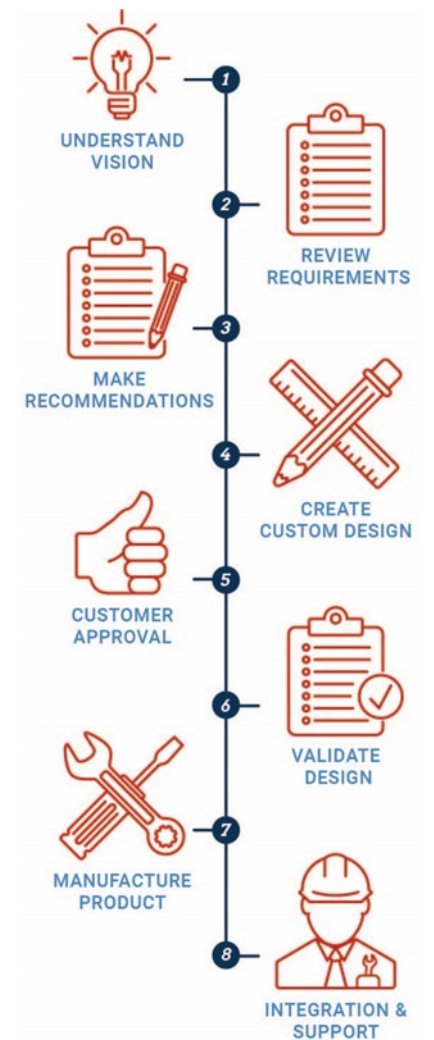 1
UNDERSTAND
VISION
2
REVIEW
REQUIREMENTS
3
MAKE
RECOMMENDATIONS
4
CREATE
CUSTOM DESIGN
5
CUSTOMER
APPROVAL
6
VALIDATE
DESIGN
7
MANUFACTURE
PRODUCT
8
INTEGRATION &
SUPPORT